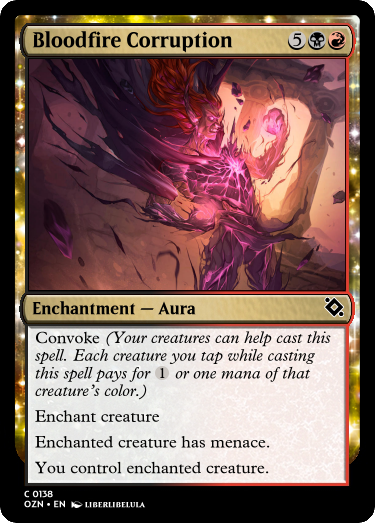 Bloodfire Corruption 5
Enchantment — Aura
Convoke (Your creatures can help cast this
spell. Each creature you tap while casting
this spell pays for 1 or one mana of that
creature's color.)
Enchant creature
Enchanted creature has menace.
You control enchanted creature.
C 0138
OZN • EN LIBERLIBELULA